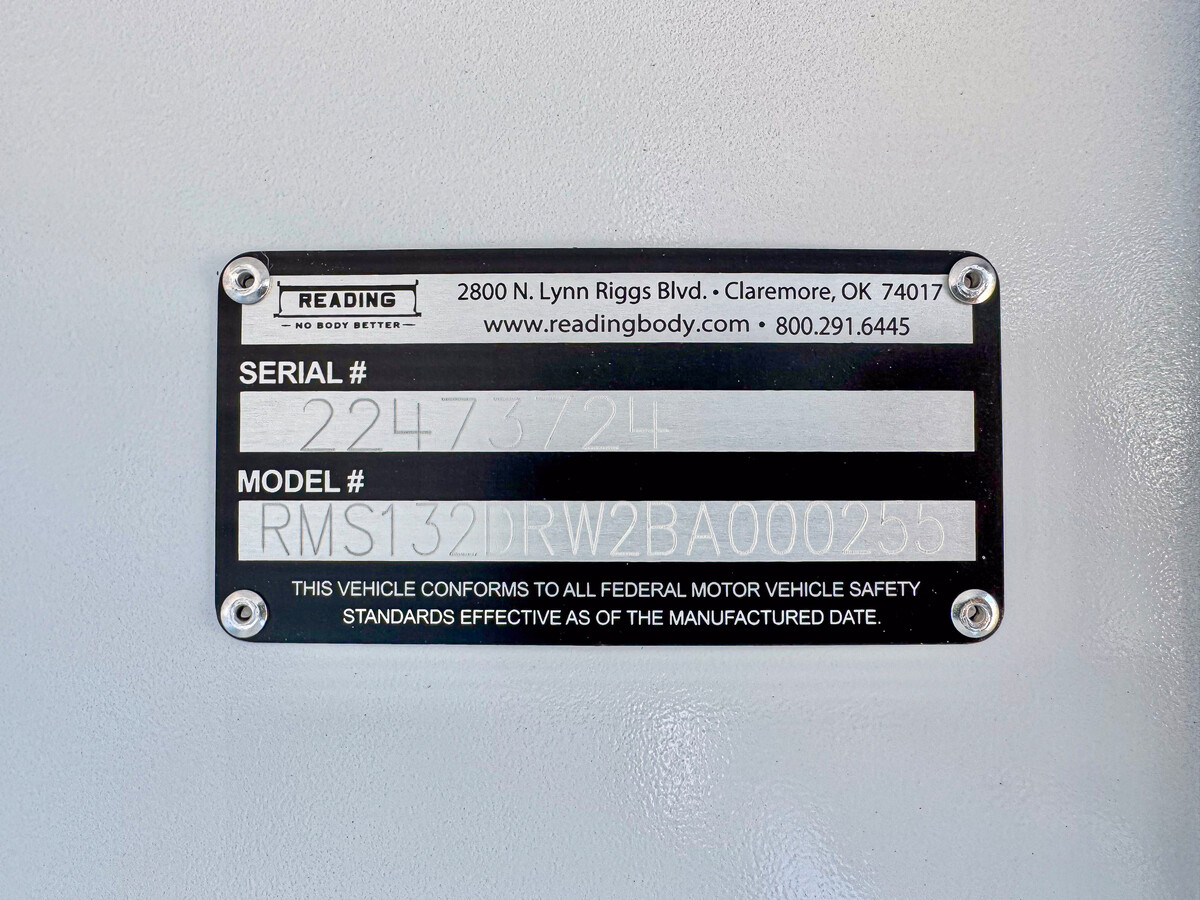 READING
NO BODY BETTER
2800 N. Lynn Riggs Blvd. • Claremore, OK 74017
www.readingbody.com • 800.291.6445
SERIAL #
22473724
MODEL #
RMS132DRW2BA000255
THIS VEHICLE CONFORMS TO ALL FEDERAL MOTOR VEHICLE SAFETY
STANDARDS EFFECTIVE AS OF THE MANUFACTURED DATE.